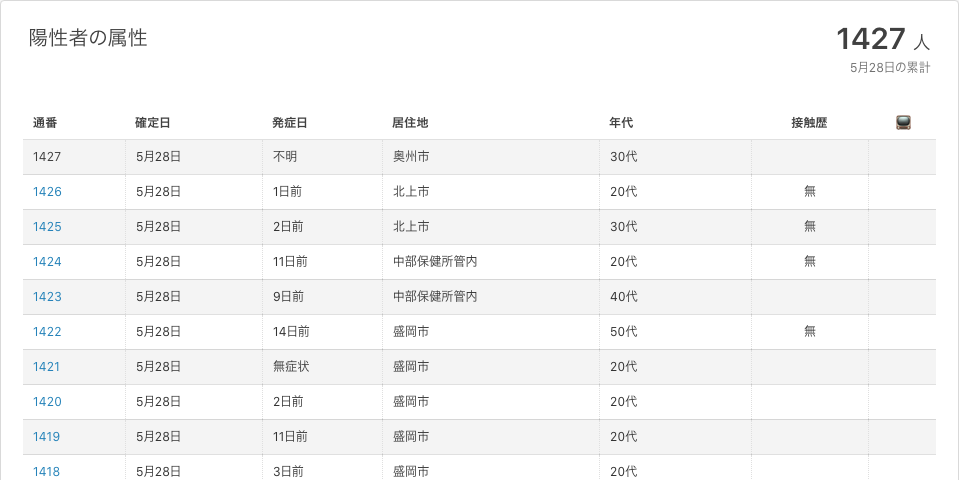 陽性者の属性
1427 人
5月28日の累計
通番 確定日 発症日 居住地 年代 接触歴
1427 5月28日 不明 奥州市 30代
1426 5月28日 1日前 北上市 20代 無
1425 5月28日 2日前 北上市 30代 無
1424 5月28日 11日前 中部保健所管内 20代 無
1423 5月28日 9日前 中部保健所管内 40代
1422 5月28日 14日前 盛岡市 50代 無
1421 5月28日 無症状 盛岡市 20代
1420 5月28日 2日前 盛岡市 20代
1419 5月28日 11日前 盛岡市 20代
1418 5月28日 3日前 盛岡市 20代